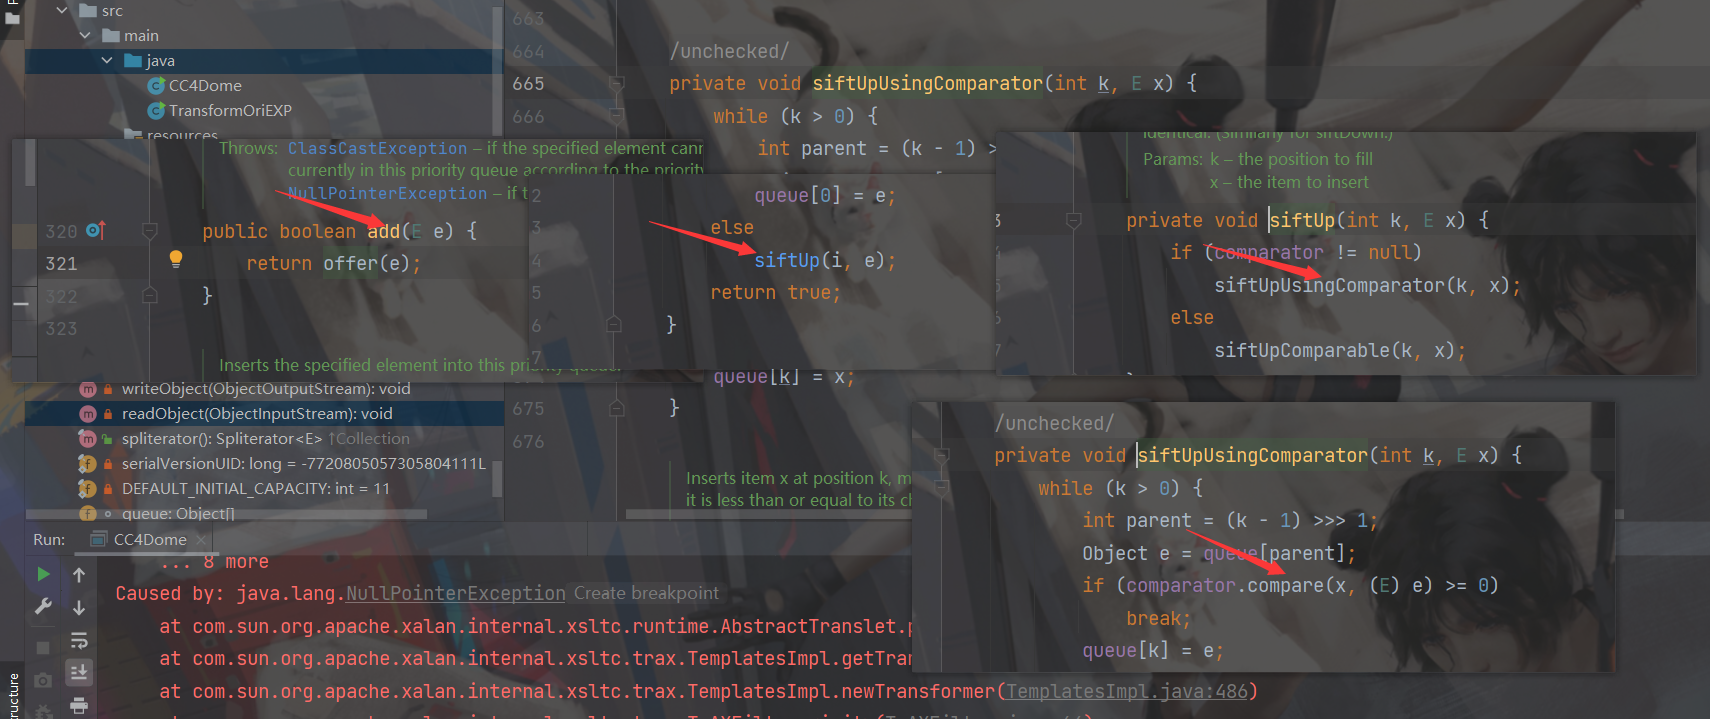 src
main
java
CC4Dome
TransformOriEXP
resources
663
664
/unchecked/
665
private void siftUpUsingComparator(int k, E x) {
666
while (k > 0) {
int parent = (k - 1) >
Throws: ClassCastException – if the specified element cann
currently in this priority queue according to the priority
NullPointerException – if t
320
public boolean add(E e) {
321
return offer(e);
322
}
323
Inserts the specified element into this priority queue.
2
queue[0] = e;
3
else
4
siftUp(i, e);
5
return true;
6
}
7
identical. (Similarly for siftDown.)
Params: k – the position to fill
x – the item to insert
3
private void siftUp(int k, E x) {
if (comparator != null)
siftUpUsingComparator(k, x);
else
siftUpComparable(k, x);
queue[k] = x;
675
}
676
Inserts item x at position k, m
it is less than or equal to its ch
writeObject(ObjectOutputStream): void
readObject(ObjectInputStream): void
spliterator(): Spliterator<E> ↑Collection
serialVersionUID: long = -7720805057305804111L
DEFAULT_INITIAL_CAPACITY: int = 11
queue: Object[]
/unchecked/
private void siftUpUsingComparator(int k, E x) {
while (k > 0) {
int parent = (k - 1) >>> 1;
Object e = queue[parent];
if (comparator.compare(x, (E) e) >= 0)
break;
queue[k] = e;
Run:
CC4Dome
... 8 more
Caused by: java.lang.NullPointerException Create breakpoint
at com.sun.org.apache.xalan.internal.xsltc.runtime.AbstractTranslet.p
at com.sun.org.apache.xalan.internal.xsltc.trax.TemplatesImpl.getTran
at com.sun.org.apache.xalan.internal.xsltc.trax.TemplatesImpl.newTransformer(TemplatesImpl.java:486)
ructure